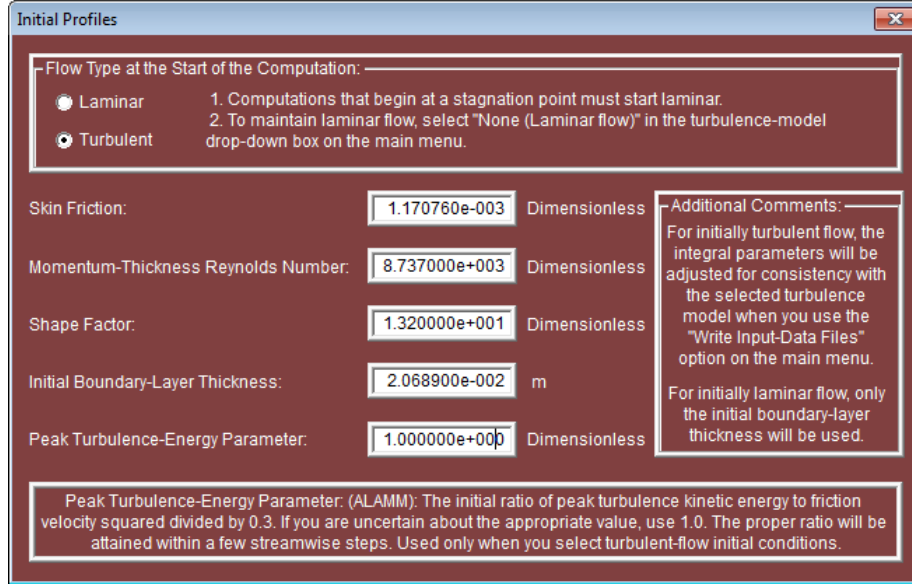 Initial Profiles
Flow Type at the Start of the Computation:
Laminar
Turbulent
1. Computations that begin at a stagnation point must start laminar.
2. To maintain laminar flow, select "None (Laminar flow)" in the turbulence-model
drop-down box on the main menu.
Skin Friction: 1.170760e-003 Dimensionless
Momentum-Thickness Reynolds Number: 8.737000e+003 Dimensionless
Shape Factor: 1.320000e+001 Dimensionless
Initial Boundary-Layer Thickness: 2.068900e-002 m
Peak Turbulence-Energy Parameter: 1.000000e+000 Dimensionless
Additional Comments:
For initially turbulent flow, the
integral parameters will be
adjusted for consistency with
the selected turbulence
model when you use the
"Write Input-Data Files"
option on the main menu.
For initially laminar flow, only
the initial boundary-layer
thickness will be used.
Peak Turbulence-Energy Parameter: (ALAMM): The initial ratio of peak turbulence kinetic energy to friction
velocity squared divided by 0.3. If you are uncertain about the appropriate value, use 1.0. The proper ratio will be
attained within a few streamwise steps. Used only when you select turbulent-flow initial conditions.